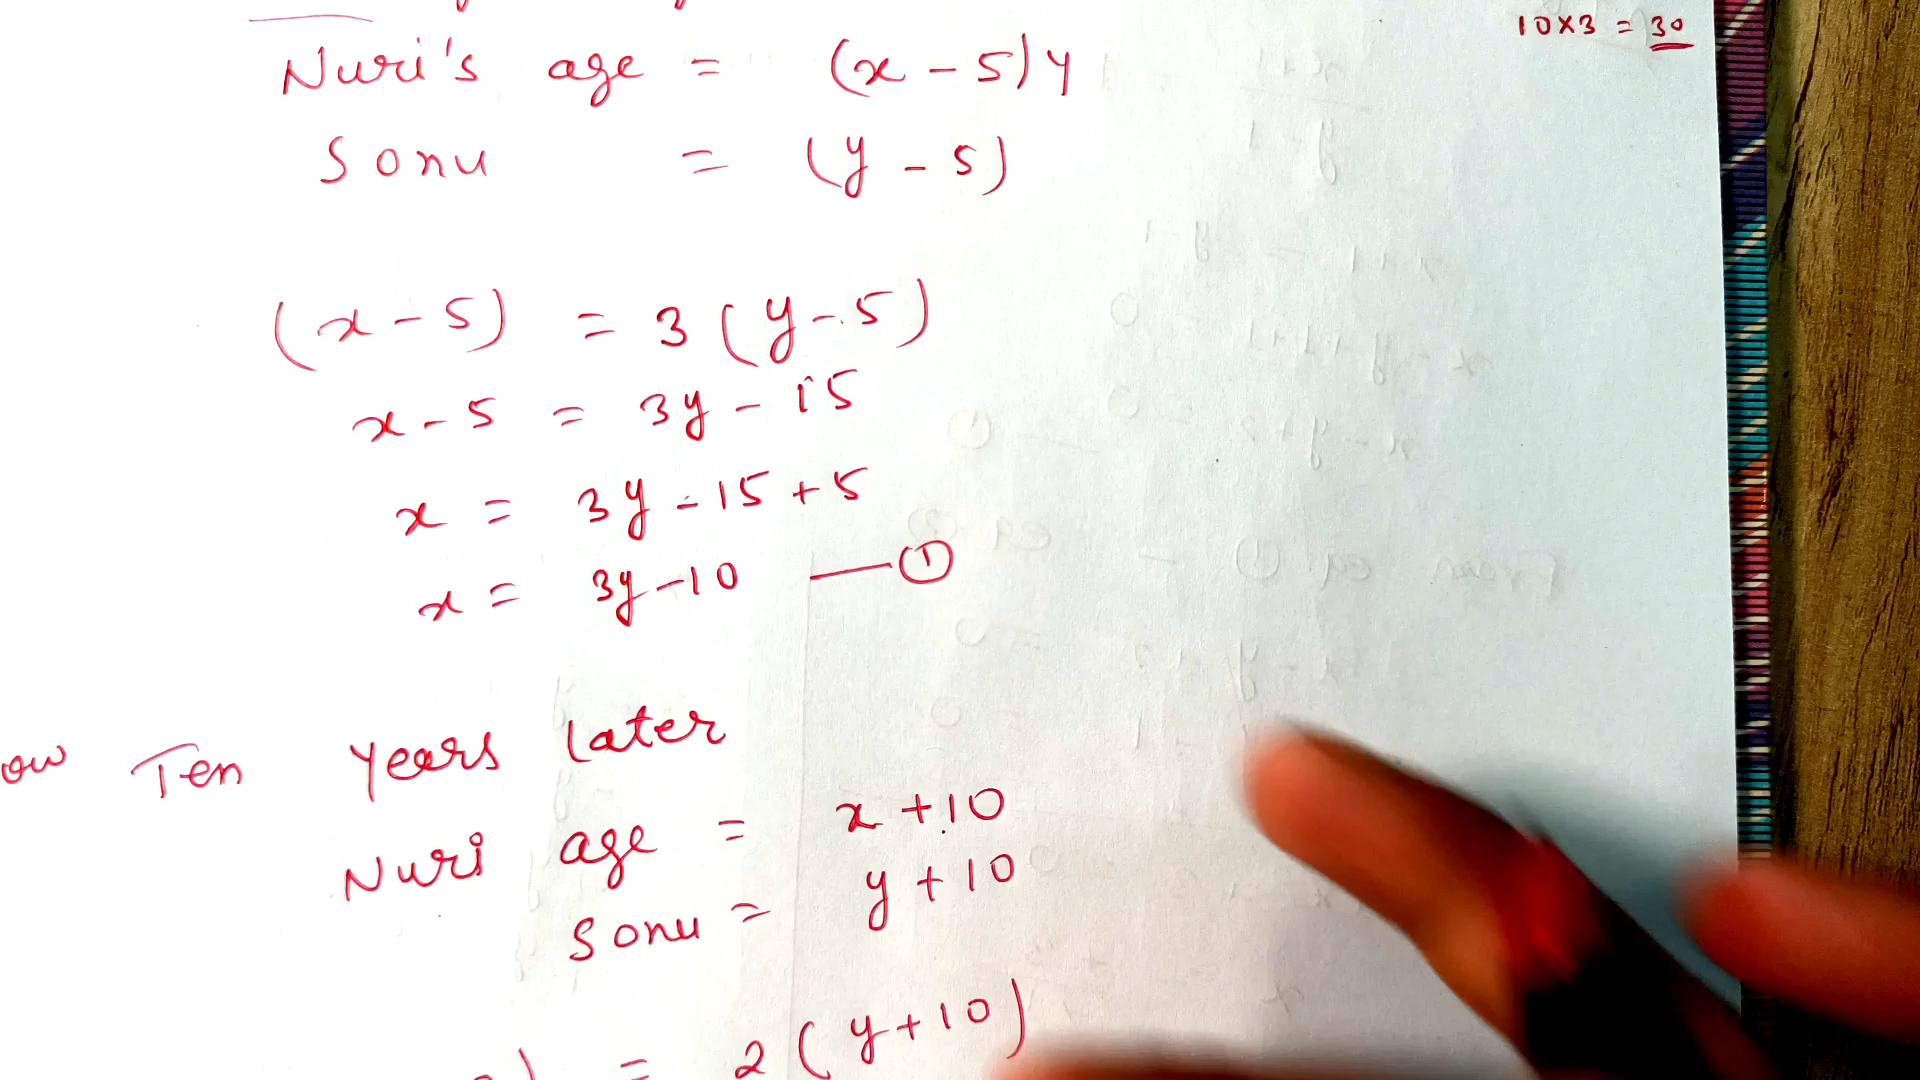 10×3 = 30
Nuri's age = (x - 5) y
Sonu = (y - 5)
(x - 5) = 3 (y - 5)
x - 5 = 3y - 15
x = 3y - 15 + 5
x = 3y - 10 — ①
ow Ten years later
Nuri age = x + 10
Sonu = y + 10
) = 2 (y + 10)